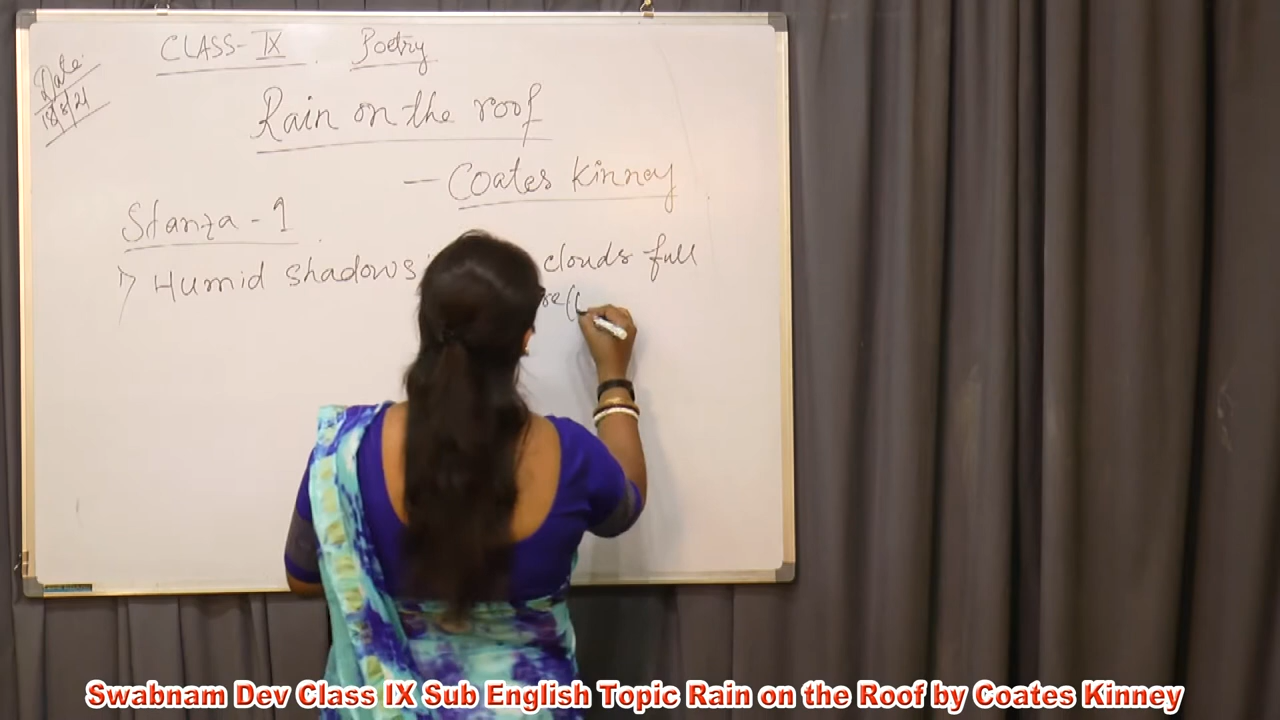 CLASS-IX Poetry
Date:
18/8/21
Rain on the roof
— Coates Kinney
Stanza - 1
Humid shadows clouds full
Swabnam Dev Class IX Sub English Topic Rain on the Roof by Coates Kinney